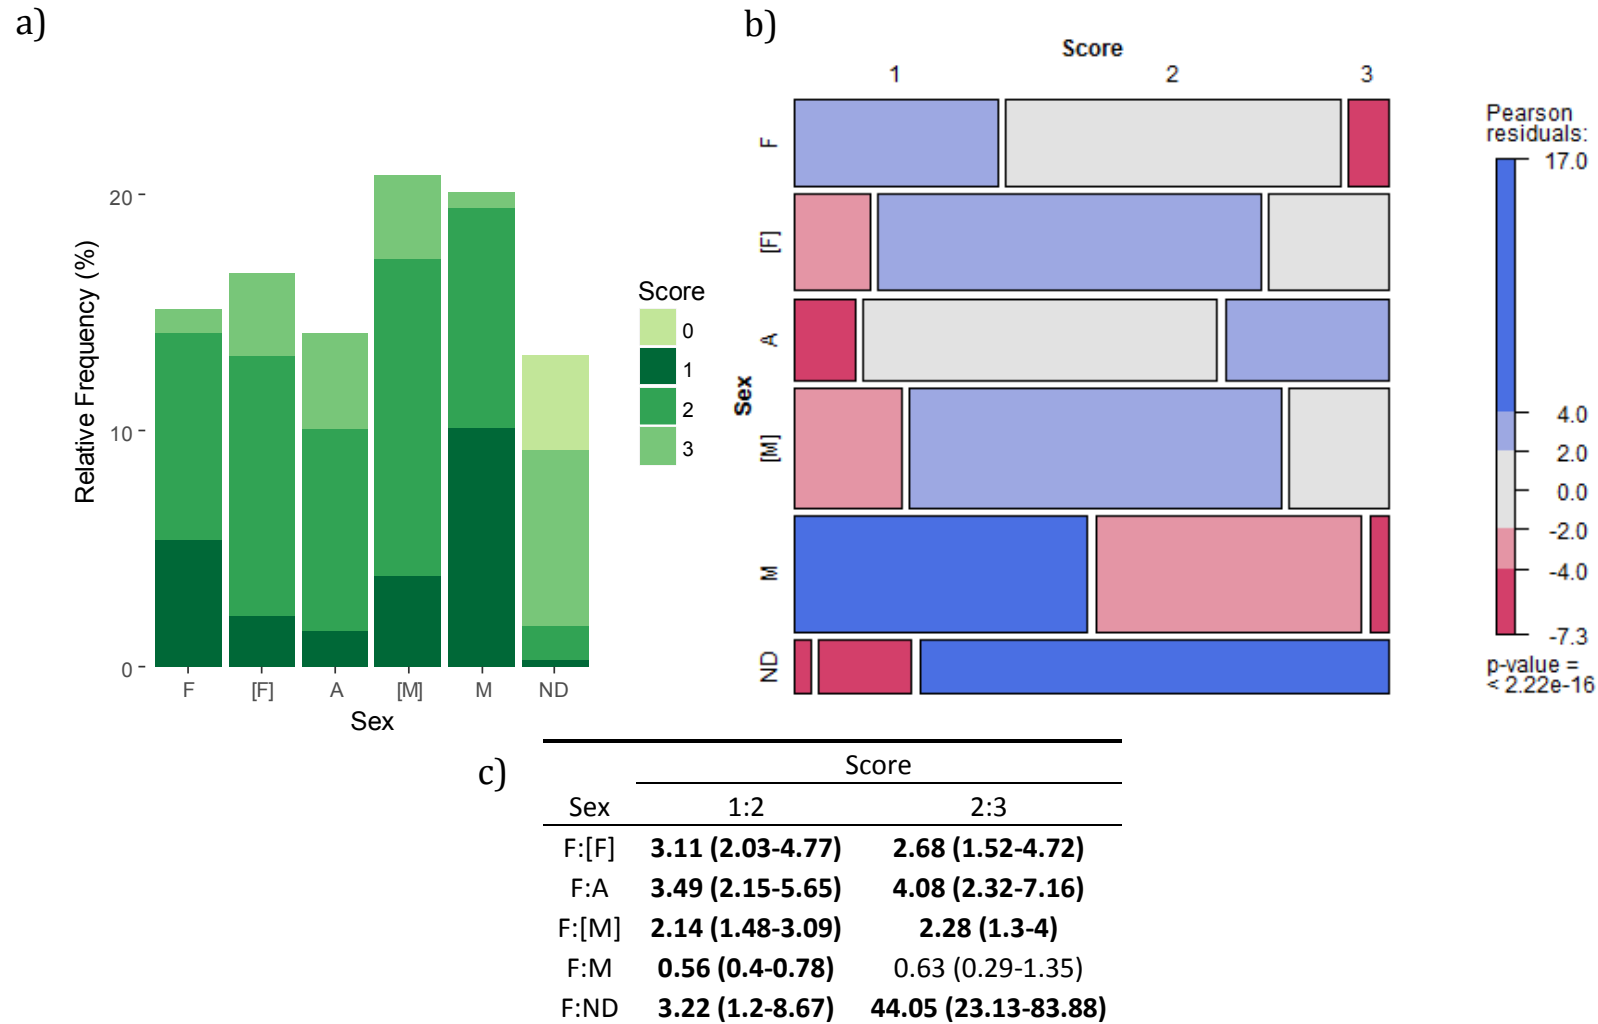 a)
Relative Frequency (%)
20
10
0
F [F] A [M] M ND
Sex
Score
0
1
2
3
b)
Score
1 2 3
Sex
F
[F]
A
[M]
M
ND
Pearson
residuals:
17.0
4.0
2.0
0.0
-2.0
-4.0
-7.3
p-value =
< 2.22e-16
c)
Score
Sex 1:2 2:3
F:[F] 3.11 (2.03-4.77) 2.68 (1.52-4.72)
F:A 3.49 (2.15-5.65) 4.08 (2.32-7.16)
F:[M] 2.14 (1.48-3.09) 2.28 (1.3-4)
F:M 0.56 (0.4-0.78) 0.63 (0.29-1.35)
F:ND 3.22 (1.2-8.67) 44.05 (23.13-83.88)